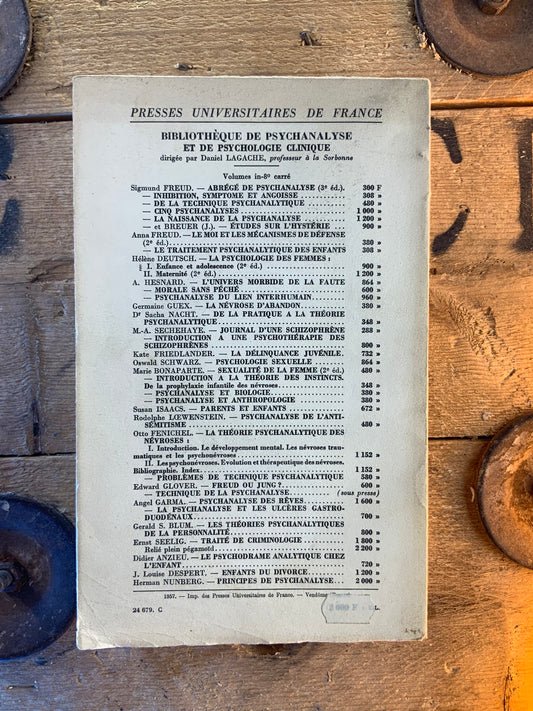 PRESSES UNIVERSITAIRES DE FRANCE
BIBLIOTHÈQUE DE PSYCHANALYSE
ET DE PSYCHOLOGIE CLINIQUE
dirigée par Daniel LAGACHE, professeur à la Sorbonne
Volumes in-8º carré
Sigmund FREUD. — ABRÉGÉ DE PSYCHANALYSE (3e éd.). 300 F
— INHIBITION, SYMPTOME ET ANGOISSE ........ 308 »
— DE LA TECHNIQUE PSYCHANALYTIQUE ........ 480 »
— CINQ PSYCHANALYSES ........ 1 000 »
— LA NAISSANCE DE LA PSYCHANALYSE ........ 1 200 »
— et BREUER (J.). — ÉTUDES SUR L'HYSTÉRIE .. 900 »
Anna FREUD. — LE MOI ET LES MÉCANISMES DE DÉFENSE
(2e éd.) ........ 380 »
— LE TRAITEMENT PSYCHANALYTIQUE DES ENFANTS 308 »
Hélène DEUTSCH. — LA PSYCHOLOGIE DES FEMMES :
§ I. Enfance et adolescence (2e éd.) ........ 900 »
II. Maternité (2e éd.) ........ 1 200 »
A. HESNARD. — L'UNIVERS MORBIDE DE LA FAUTE 864 »
— MORALE SANS PÉCHÉ ........ 600 »
— PSYCHANALYSE DU LIEN INTERHUMAIN ........ 960 »
Germaine GUEX. — LA NÉVROSE D'ABANDON ........ 380 »
Dr Sacha NACHT. — DE LA PRATIQUE A LA THÉORIE
PSYCHANALYTIQUE ........ 348 »
M.-A. SECHEHAYE. — JOURNAL D'UNE SCHIZOPHRÈNE 288 »
— INTRODUCTION A UNE PSYCHOTHÉRAPIE DES
SCHIZOPHRÈNES ........ 800 »
Kate FRIEDLANDER. — LA DÉLINQUANCE JUVÉNILE. 732 »
Oswald SCHWARZ. — PSYCHOLOGIE SEXUELLE ........ 864 »
Marie BONAPARTE. — SEXUALITÉ DE LA FEMME (2e éd) 480 »
— INTRODUCTION A LA THÉORIE DES INSTINCTS.
De la prophylaxie infantile des névroses ........ 348 »
— PSYCHANALYSE ET BIOLOGIE ........ 380 »
— PSYCHANALYSE ET ANTHROPOLOGIE ........ 380 »
Susan ISAACS. — PARENTS ET ENFANTS ........ 672 »
Rodolphe LŒWENSTEIN. — PSYCHANALYSE DE L'ANTI-
SÉMITISME ........ 480 »
Otto FENICHEL. — LA THÉORIE PSYCHANALYTIQUE DES
NÉVROSES :
I. Introduction. Le développement mental. Les névroses trau-
matiques et les psychonévroses ........ 1 152 »
II. Les psychonévroses. Evolution et thérapeutique des névroses.
Bibliographie. Index ........ 1 152 »
— PROBLÈMES DE TECHNIQUE PSYCHANALYTIQUE 580 »
Edward GLOVER. — FREUD OU JUNG ? ........ 600 »
— TECHNIQUE DE LA PSYCHANALYSE ........ (sous presse)
Angel GARMA. — PSYCHANALYSE DES RÊVES ........ 1 600 »
— LA PSYCHANALYSE ET LES ULCÈRES GASTRO-
DUODÉNAUX ........ 700 »
Gerald S. BLUM. — LES THÉORIES PSYCHANALYTIQUES
DE LA PERSONNALITÉ ........ 900 »
Ernst SEELIG. — TRAITÉ DE CRIMINOLOGIE ........ 1 800 »
Relié plein pégamoïd ........ 2 200 »
Didier ANZIEU. — LE PSYCHODRAME ANALYTIQUE CHEZ
L'ENFANT ........ 720 »
J. Louise DESPERT. — ENFANTS DU DIVORCE ........ 1 200 »
Herman NUNBERG. — PRINCIPES DE PSYCHANALYSE ... 2 000 »
1957. — Imp. des Presses Universitaires de France. — Vendôme
24 679. C